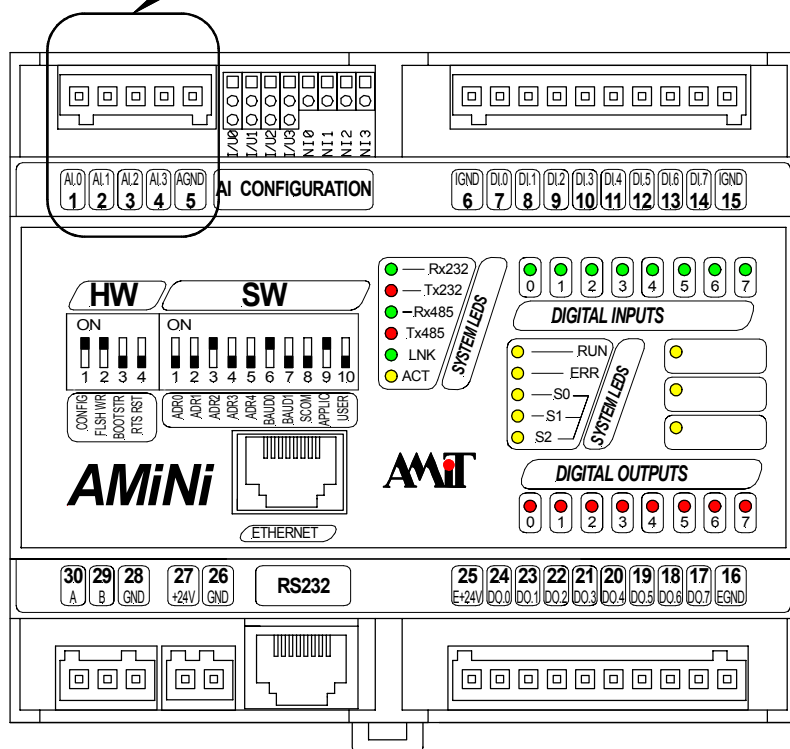 I/U0 I/U1 I/U2 I/U3 NI0 NI1 NI2 NI3
AI.0 AI.1 AI.2 AI.3 AGND
1 2 3 4 5
AI CONFIGURATION
IGND DI.0 DI.1 DI.2 DI.3 DI.4 DI.5 DI.6 DI.7 IGND
6 7 8 9 10 11 12 13 14 15
HW
ON
1 2 3 4
CONFIG FLSH WR BOOTSTR RTS RST
SW
ON
1 2 3 4 5 6 7 8 9 10
ADR0 ADR1 ADR2 ADR3 ADR4 BAUD0 BAUD1 SCOM APPLIC USER
Rx232
Tx232
Rx485
Tx485
LNK
ACT
SYSTEM LEDS
0 1 2 3 4 5 6 7
DIGITAL INPUTS
RUN
ERR
S0
S1
S2
SYSTEM LEDS
AMiNi
ETHERNET
AMiT
DIGITAL OUTPUTS
0 1 2 3 4 5 6 7
30 29 28 27 26
A B GND +24V GND
RS232
25 24 23 22 21 20 19 18 17 16
E+24V DO.0 DO.1 DO.2 DO.3 DO.4 DO.5 DO.6 DO.7 EGND